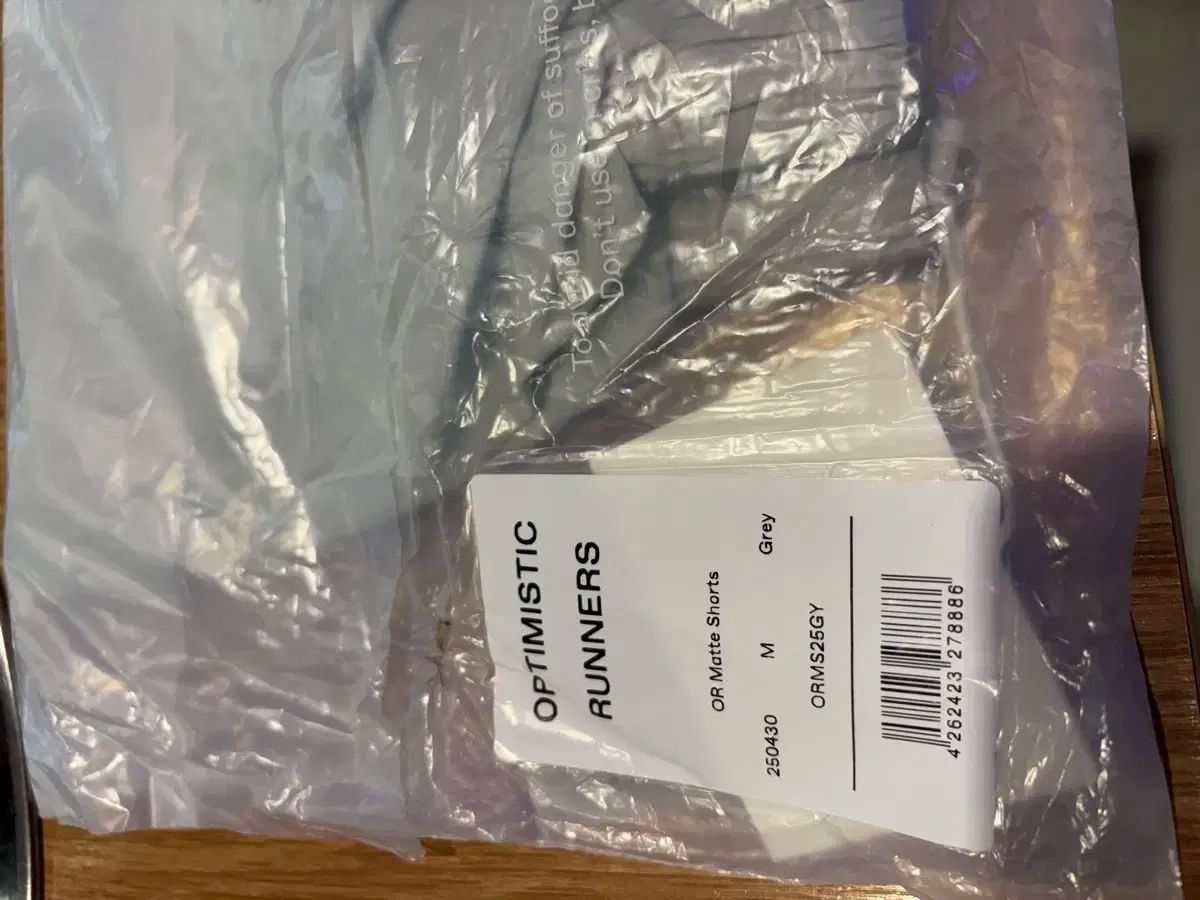 To avoid danger of suffo
Don't use
OPTIMISTIC
RUNNERS
OR Matte Shorts
250430 M Grey
ORMS25GY
4 262423 278886